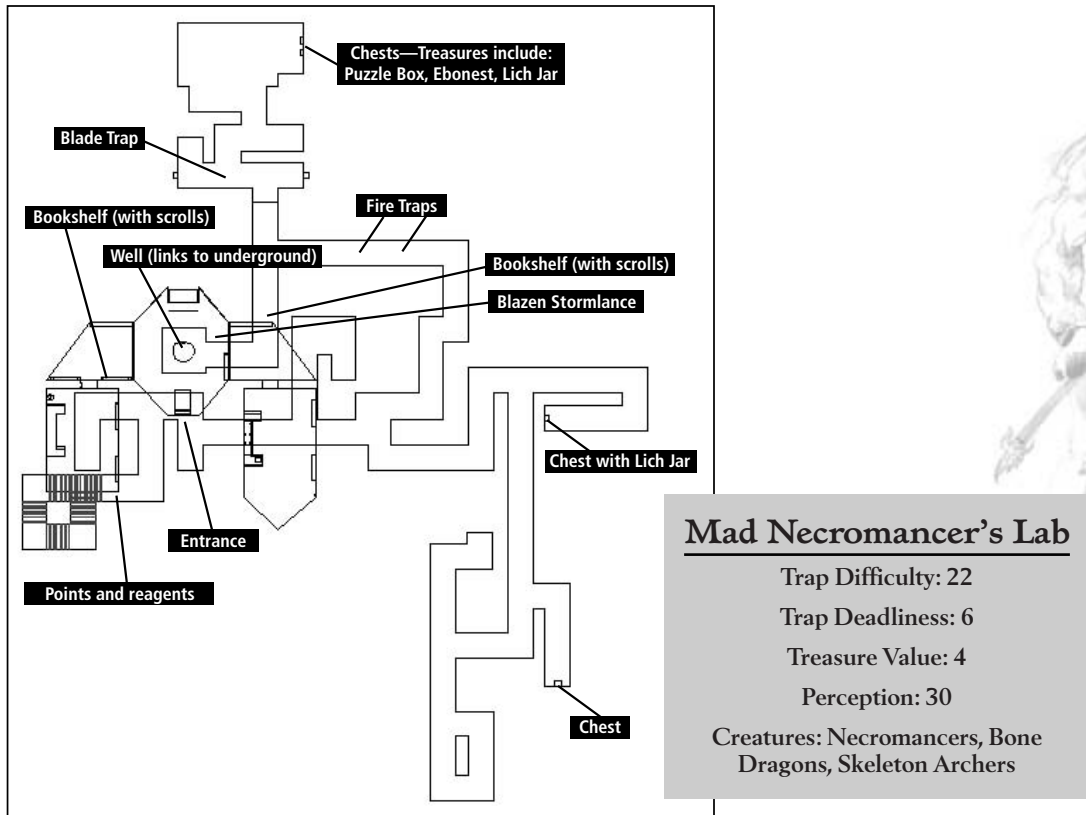 Chests—Treasures include:
Puzzle Box, Ebonest, Lich Jar
Blade Trap
Fire Traps
Bookshelf (with scrolls)
Well (links to underground)
Bookshelf (with scrolls)
Blazen Stormlance
Chest with Lich Jar
Entrance
Points and reagents
Chest
Mad Necromancer's Lab
Trap Difficulty: 22
Trap Deadliness: 6
Treasure Value: 4
Perception: 30
Creatures: Necromancers, Bone
Dragons, Skeleton Archers